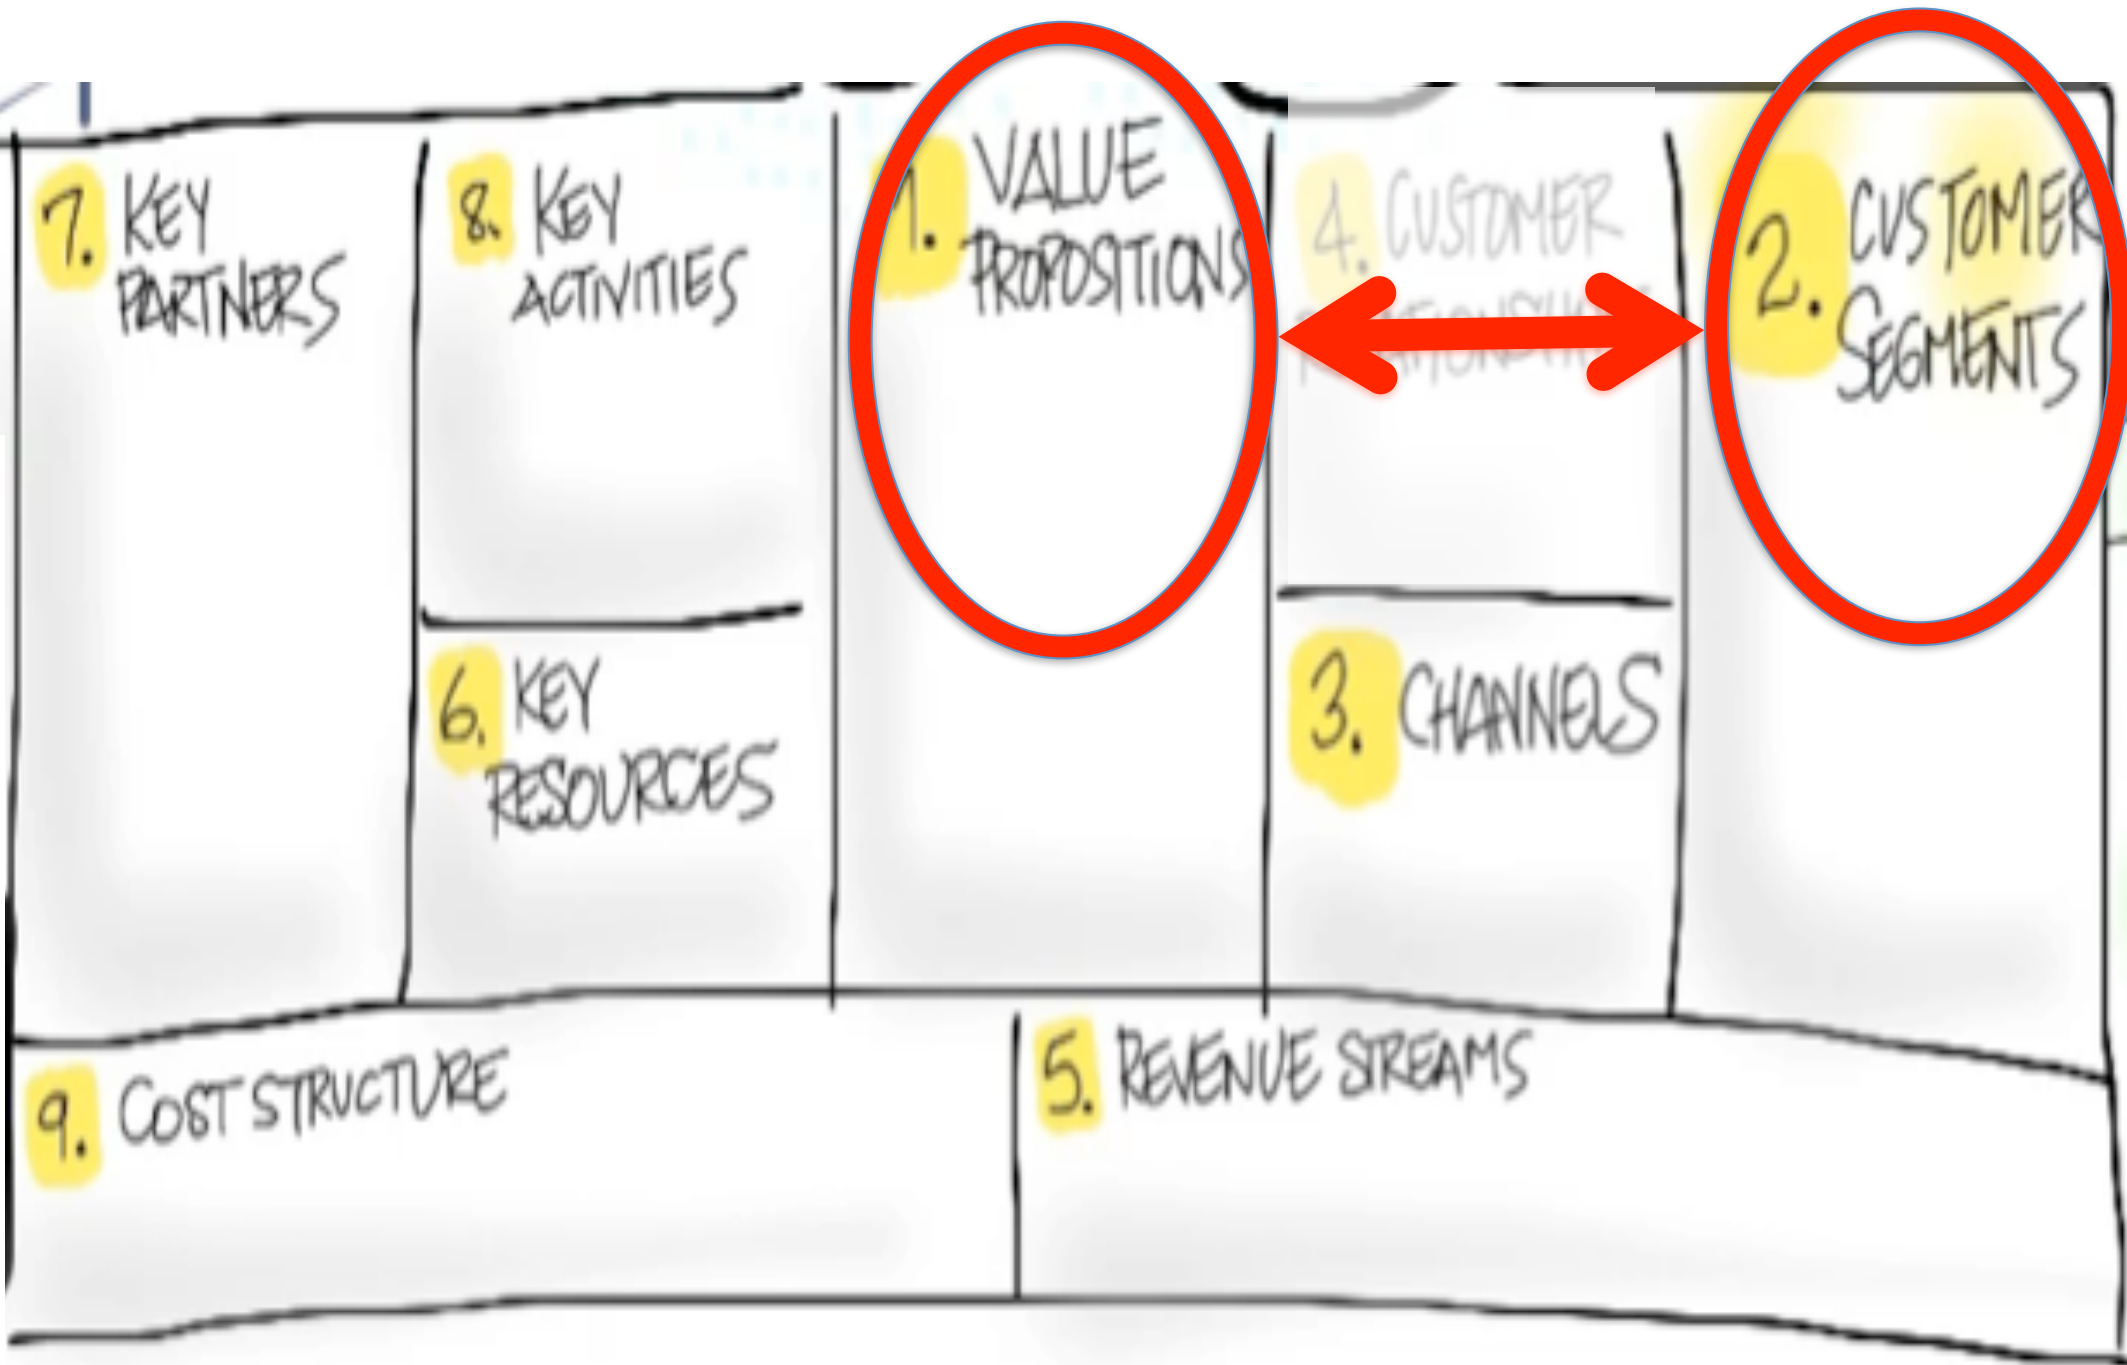 7. KEY
PARTNERS
8. KEY
ACTIVITIES
6. KEY
RESOURCES
1. VALUE
PROPOSITIONS
4. CUSTOMER
3. CHANNELS
2. CUSTOMER
SEGMENTS
9. COST STRUCTURE
5. REVENUE STREAMS